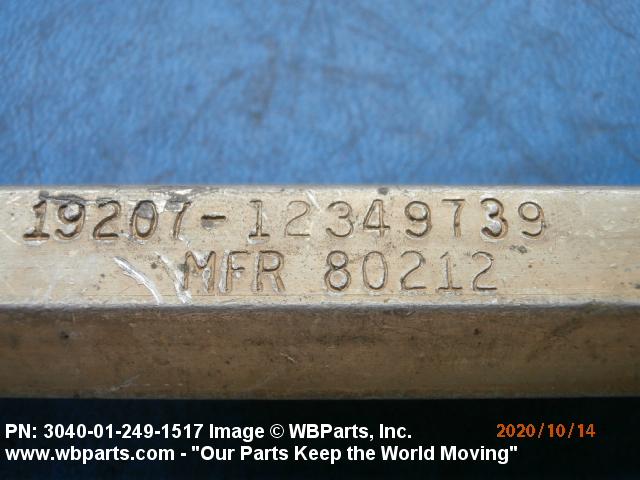 19207-12349739
MFR 80212
PN: 3040-01-249-1517 Image © WBParts, Inc.
2020/10/14
www.wbparts.com - "Our Parts Keep the World Moving"